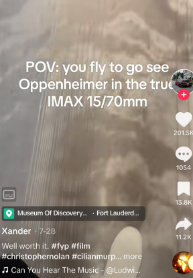 POV: you fly to go see
Oppenheimer in the true
IMAX 15/70mm
201.5K
1054
Museum Of Discovery... · Fort Lauderd...
13.8K
Xander · 7-28
11.2K
Well worth it. #fyp #film
#christophernolan #cilianmurp... more
Can You Hear The Music - @Ludwi...